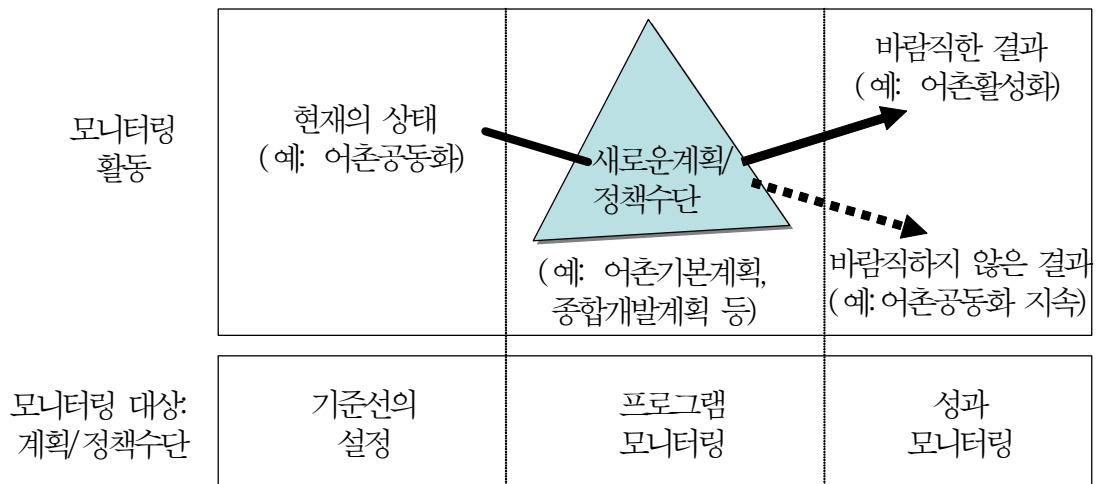 모니터링
활동
현재의 상태
(예: 어촌공동화)
새로운계획/
정책수단
(예: 어촌기본계획,
종합개발계획 등)
바람직한 결과
(예: 어촌활성화)
바람직하지 않은 결과
(예:어촌공동화 지속)
모니터링 대상:
계획/정책수단
기준선의
설정
프로그램
모니터링
성과
모니터링